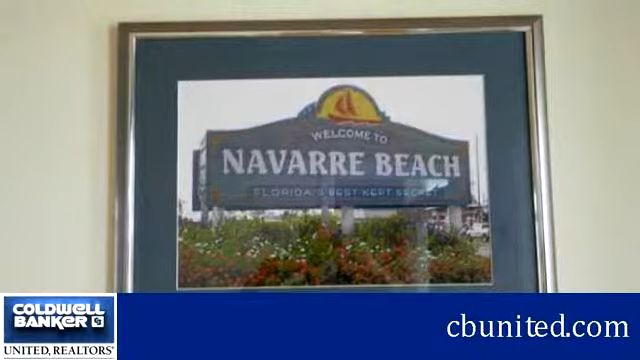 WELCOME TO
NAVARRE BEACH
FLORIDA'S BEST KEPT SECRET
COLDWELL
BANKER
UNITED, REALTORS
cbunited.com